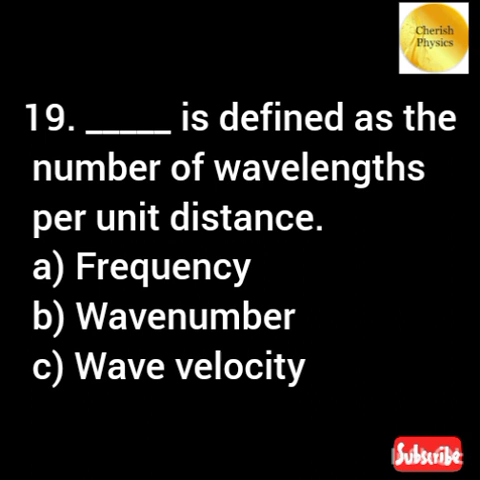 Cherish
Physics
19. _____ is defined as the
number of wavelengths
per unit distance.
a) Frequency
b) Wavenumber
c) Wave velocity
Subscribe